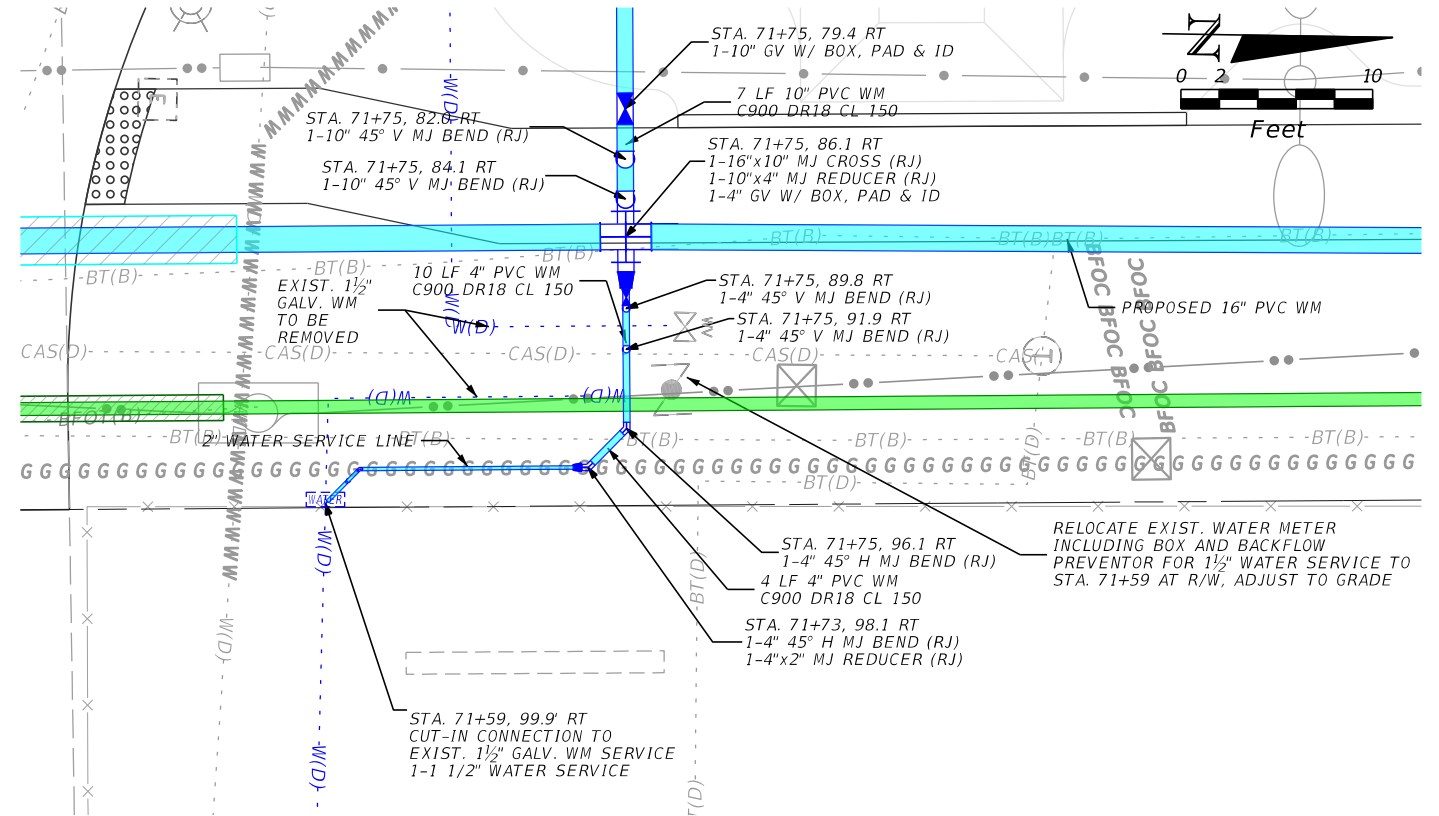 STA. 71+75, 79.4 RT
1-10" GV W/ BOX, PAD & ID
N
0 2 10
Feet
7 LF 10" PVC WM
C900 DR18 CL 150
STA. 71+75, 82.0 RT
1-10" 45° V MJ BEND (RJ)
STA. 71+75, 84.1 RT
1-10" 45° V MJ BEND (RJ)
STA. 71+75, 86.1 RT
1-16"x10" MJ CROSS (RJ)
1-10"x4" MJ REDUCER (RJ)
1-4" GV W/ BOX, PAD & ID
E
W(D)
WWWWWWWWWW
BT(B) BT(B)BT(B) BT(B)
BT(B) BT(B) BT(B)
10 LF 4" PVC WM
C900 DR18 CL 150
EXIST. 1½"
GALV. WM
TO BE
REMOVED
STA. 71+75, 89.8 RT
1-4" 45° V MJ BEND (RJ)
STA. 71+75, 91.9 RT
1-4" 45° V MJ BEND (RJ)
PROPOSED 16" PVC WM
BFOC BFOC BFOC
BFOC BFOC BFOC
W(D)
W(D)
W
CAS(D) CAS(D) CAS(D) CAS(D) CAS(
T
W(D) W(D)
BFOT(B)
BT(B) BT(B) BT(B) BT(B) BT(B)
2" WATER SERVICE LINE
GGGGGGGGGGGGGGGGGGGGGGGGGGGGGG
BT(D)
BT(D)
WATER
W(D)
W(D)
BT(D)
STA. 71+75, 96.1 RT
1-4" 45° H MJ BEND (RJ)
4 LF 4" PVC WM
C900 DR18 CL 150
STA. 71+73, 98.1 RT
1-4" 45° H MJ BEND (RJ)
1-4"x2" MJ REDUCER (RJ)
RELOCATE EXIST. WATER METER
INCLUDING BOX AND BACKFLOW
PREVENTOR FOR 1½" WATER SERVICE TO
STA. 71+59 AT R/W, ADJUST TO GRADE
STA. 71+59, 99.9' RT
CUT-IN CONNECTION TO
EXIST. 1½" GALV. WM SERVICE
1-1 1/2" WATER SERVICE
W(D)
T(D)